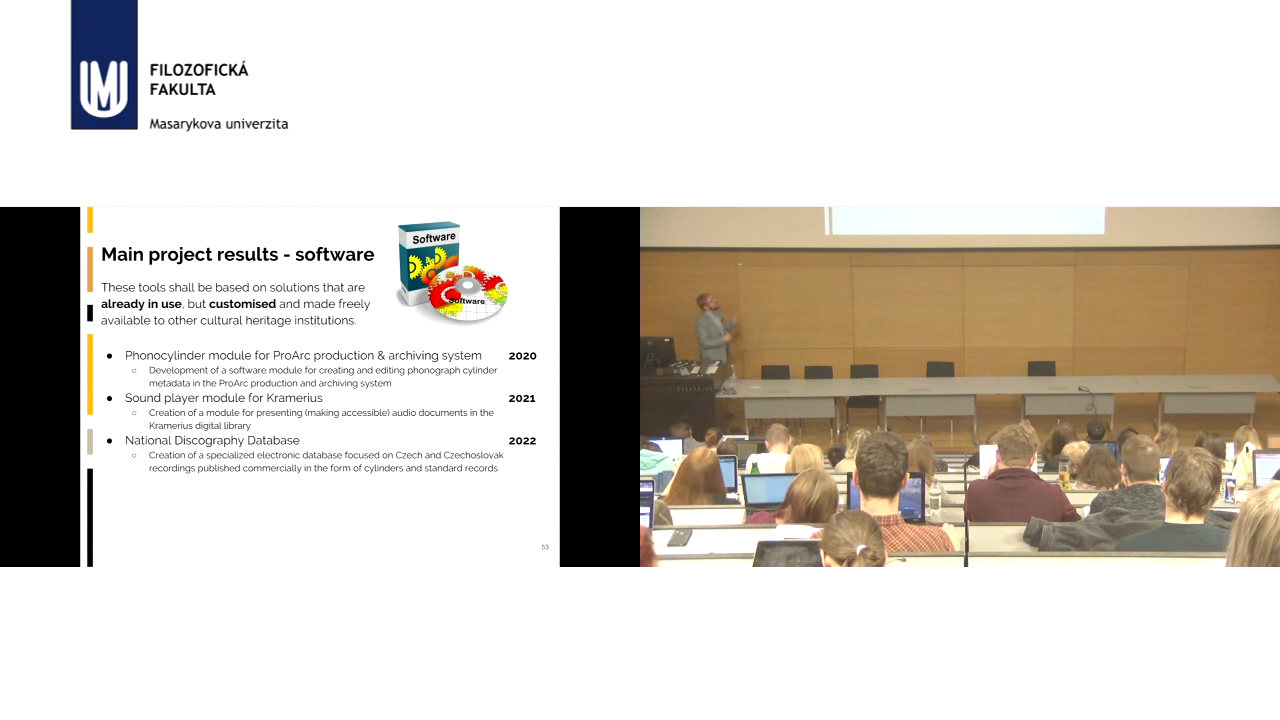 FILOZOFICKÁ
FAKULTA
Masarykova univerzita
Main project results - software
Software
Software
These tools shall be based on solutions that are
already in use, but customised and made freely
available to other cultural heritage institutions.
● Phonocylinder module for ProArc production & archiving system 2020
○ Development of a software module for creating and editing phonograph cylinder
metadata in the ProArc production and archiving system
● Sound player module for Kramerius 2021
○ Creation of a module for presenting (making accessible) audio documents in the
Kramerius digital library
● National Discography Database 2022
○ Creation of a specialized electronic database focused on Czech and Czechoslovak
recordings published commercially in the form of cylinders and standard records
53